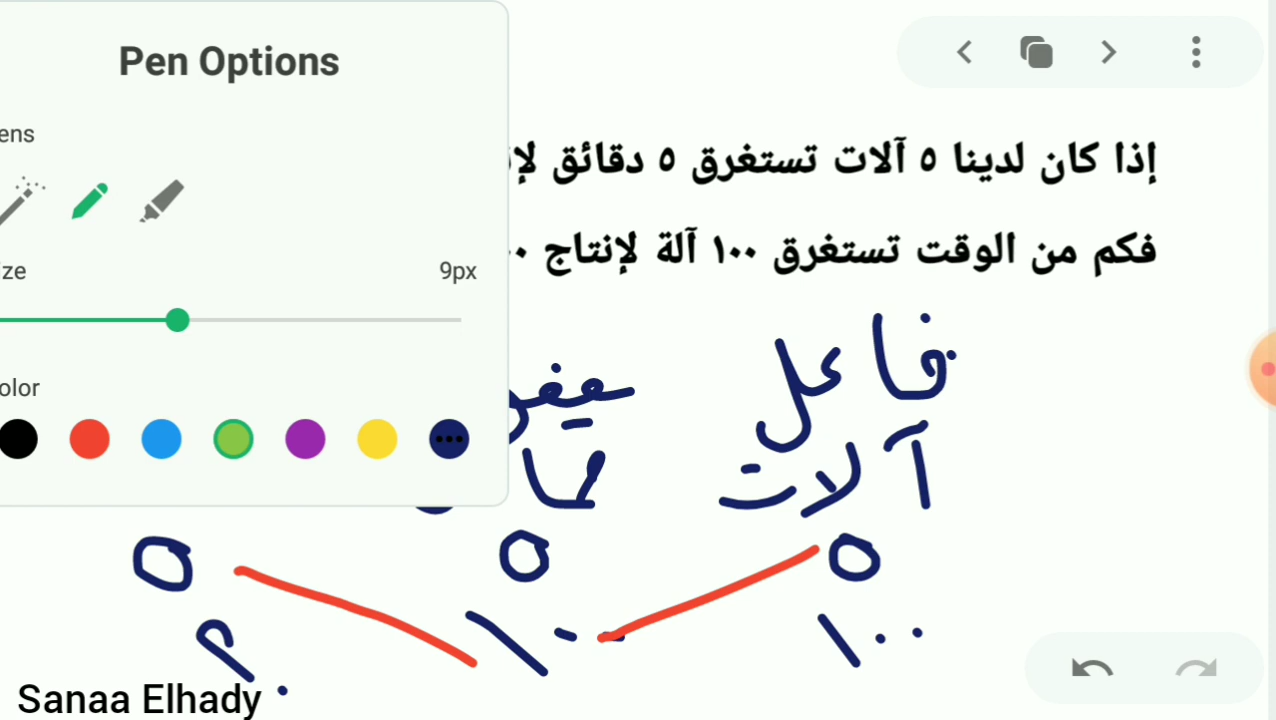 Pen Options
ens
ize
9px
olor
إذا كان لدينا ٥ آلات تستغرق ٥ دقائق
فكم من الوقت تستغرق ١٠٠ آلة لإنتاج
فاعل
آلات
٥ ٥ ٥
١٠٠ ١٠٠ ؟
Sanaa Elhady